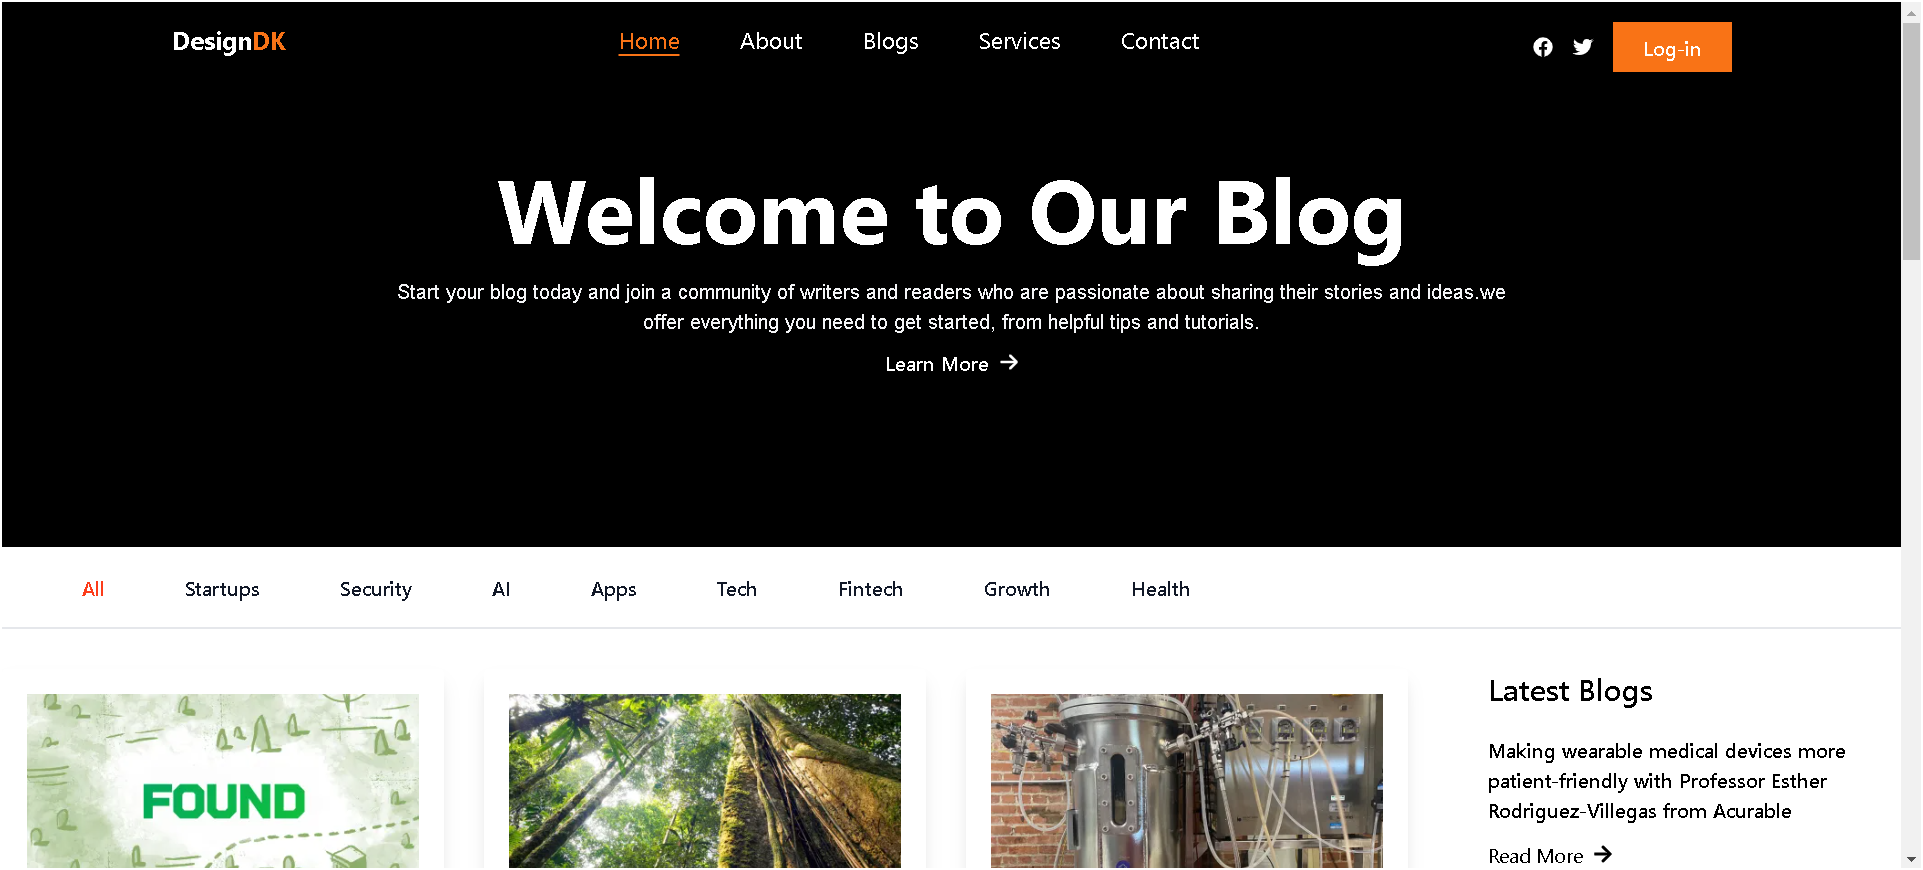 DesignDK
Home About Blogs Services Contact
Log-in
Welcome to Our Blog
Start your blog today and join a community of writers and readers who are passionate about sharing their stories and ideas.we
offer everything you need to get started, from helpful tips and tutorials.
Learn More
All Startups Security AI Apps Tech Fintech Growth Health
FOUND
Latest Blogs
Making wearable medical devices more
patient-friendly with Professor Esther
Rodriguez-Villegas from Acurable
Read More